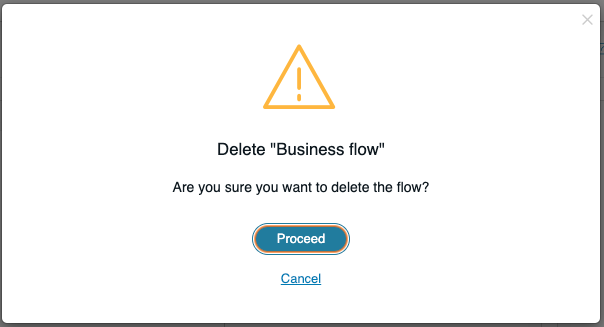 Delete "Business flow"
Are you sure you want to delete the flow?
Proceed
Cancel